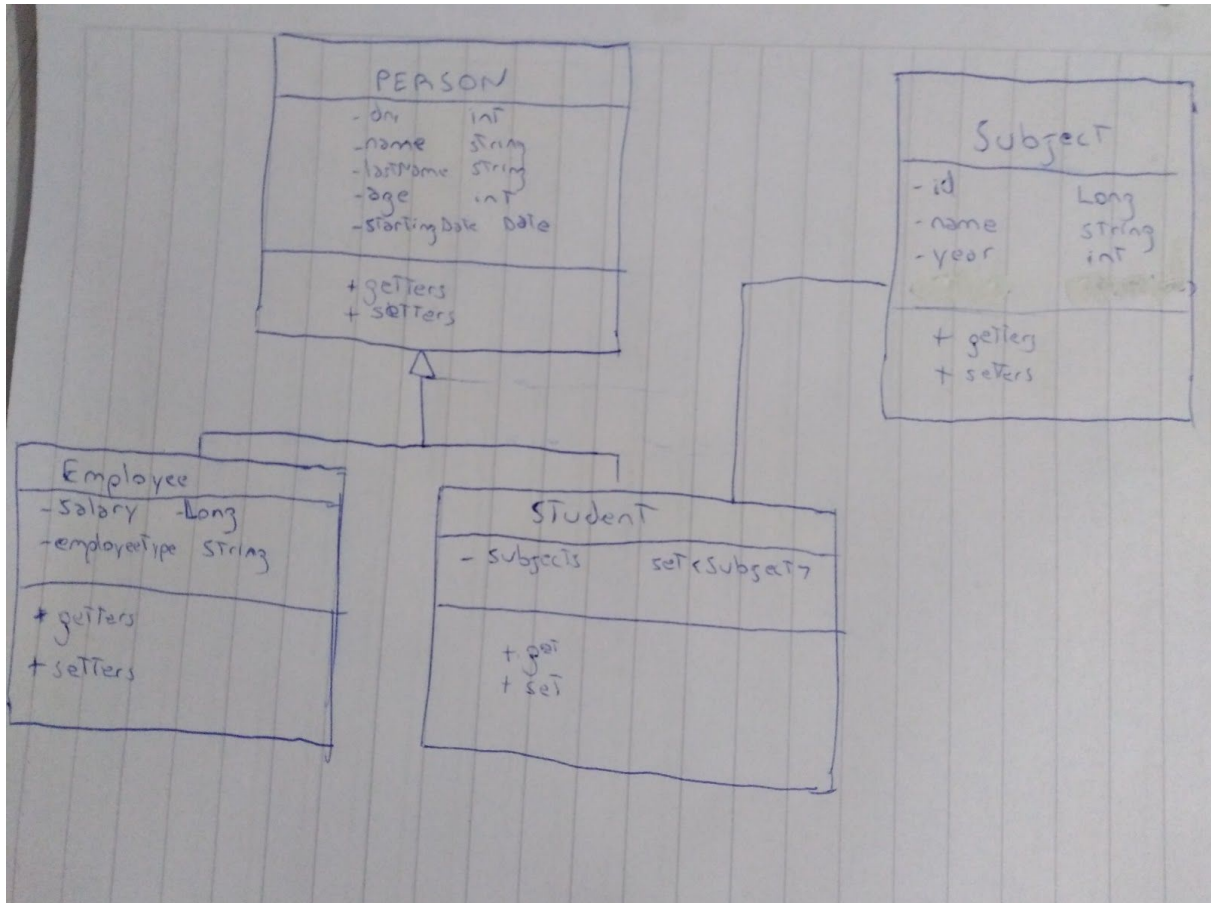 PERSON
- dni int
- name string
- lastName string
- age int
- startingDate Date
+ getters
+ setters
Subject
- id Long
- name string
- year int
+ getters
+ setters
Employee
- salary -Long
- employeeType String
+ getters
+ setters
Student
- subjects set<Subject>
+ get
+ set